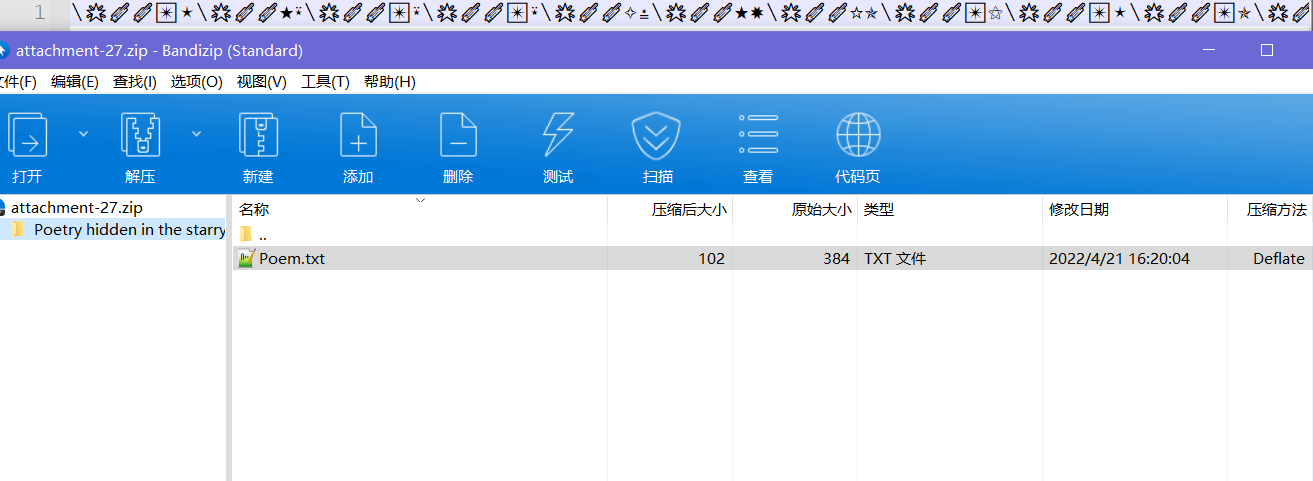 1 \💥☄☄🌟⭑\💥☄☄★⍣\💥☄☄🌟⍣\💥☄☄🌟⍣\💥☄☄✧≛\💥☄☄★✸\💥☄☄☆✯\💥☄☄🌟⚝\💥☄☄🌟⭑\💥☄☄🌟✯\💥☄
attachment-27.zip - Bandizip (Standard)
文件(F) 编辑(E) 查找(I) 选项(O) 视图(V) 工具(T) 帮助(H)
打开 解压 新建 添加 删除 测试 扫描 查看 代码页
attachment-27.zip 名称 压缩后大小 原始大小 类型 修改日期 压缩方法
Poetry hidden in the starry ..
Poem.txt 102 384 TXT 文件 2022/4/21 16:20:04 Deflate